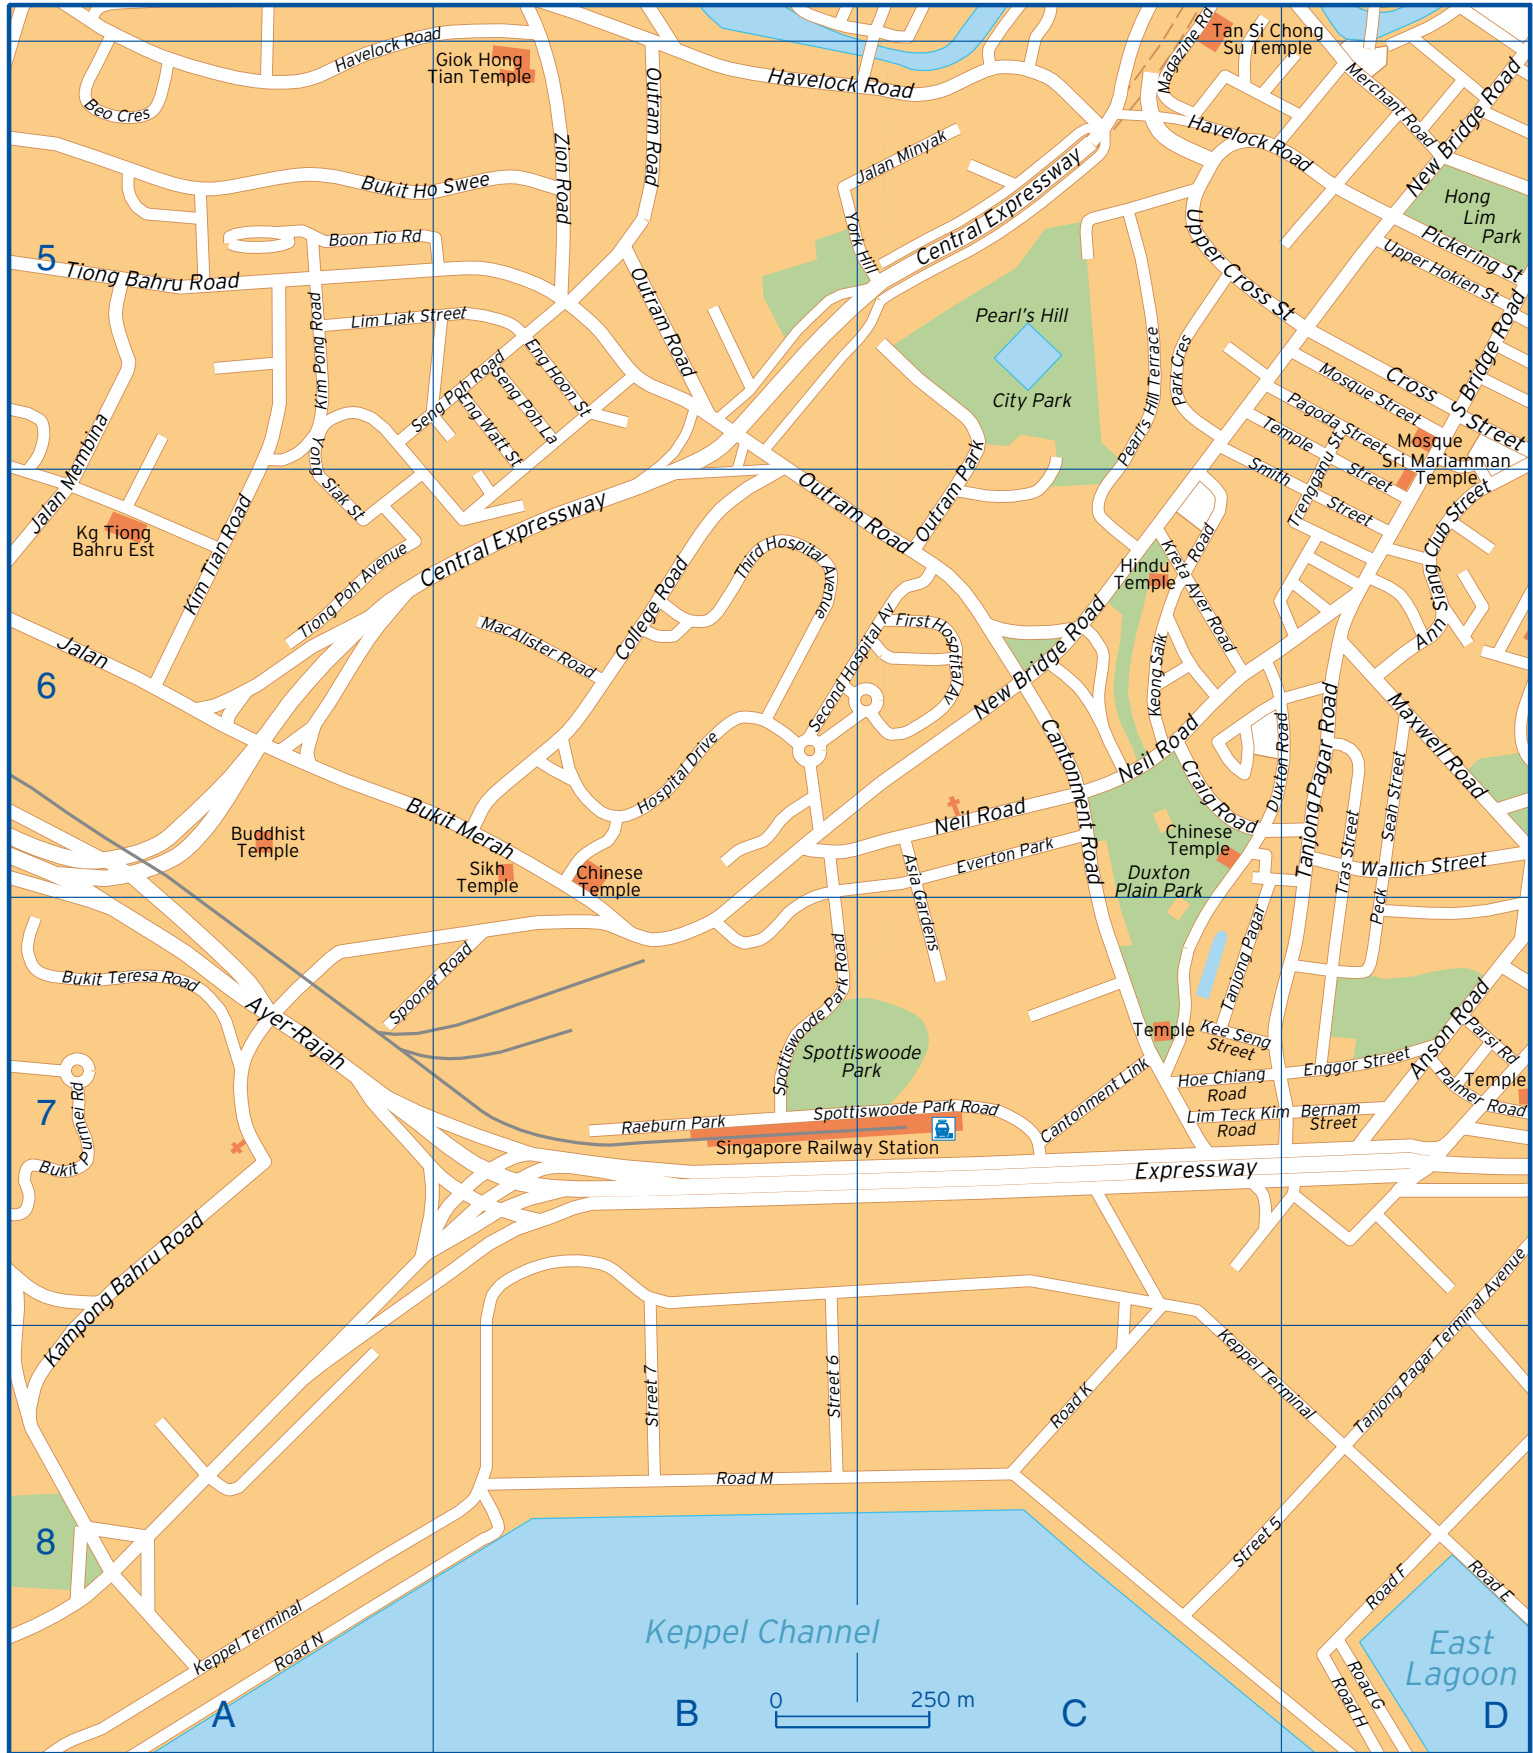 Havelock Road
Giok Hong
Tian Temple
Beo Cres
Outram Road
Havelock Road
Magazine Rd
Tan Si Chong
Su Temple
Merchant Road
New Bridge Road
Havelock Road
Jalan Minyak
Zion Road
Bukit Ho Swee
Central Expressway
York Hill
Upper Cross St
Hong
Lim
Park
Pickering St
Upper Hokien St
Boon Tio Rd
5
Tiong Bahru Road
Outram Road
Kim Pong Road
Lim Liak Street
Pearl's Hill
City Park
Pearl's Hill Terrace
Park Cres
S Bridge Road
Cross
Street
Mosque Street
Pagoda Street
Temple
Street
Smith
Street
Trengganu St
Mosque
Sri Mariamman
Temple
Seng Poh Road
Eng Hoon St
Seng Poh La
Eng Watt St
Jalan Membina
Yong
Siak St
Kg Tiong
Bahru Est
Kim Tian Road
Central Expressway
Tiong Poh Avenue
Outram Road
Outram Park
Club Street
Ann
Siang
Hindu
Temple
Kreta Ayer Road
Road
Keong Saik
Third Hospital
Avenue
College Road
MacAlister Road
Second Hospital Av
First Hosptital Av
New Bridge Road
Jalan
6
Bukit Merah
Hospital Drive
Cantonment Road
Neil Road
Neil Road
Craig Road
Duxton Road
Tanjong Pagar Road
Maxwell Road
Seah Street
Tras Street
Peck
Wallich Street
Buddhist
Temple
Sikh
Temple
Chinese
Temple
Everton Park
Asia Gardens
Chinese
Temple
Duxton
Plain Park
Tanjong Pagar
Bukit Teresa Road
Spooner Road
Ayer-Rajah
Spottiswoode Park Road
Spottiswoode
Park
Temple
Kee Seng
Street
Cantonment Link
Hoe Chiang
Road
Enggor Street
Anson Road
Parsi Rd
Palmer Road
Temple
Lim Teck Kim
Road
Bernam
Street
7
Bukit Purmei Rd
Bukit
Raeburn Park
Spottiswoode Park Road
Singapore Railway Station
Expressway
Kampong Bahru Road
Tanjong Pagar Terminal Avenue
Keppel Terminal
Street 7
Street 6
Road K
Road M
8
Street 5
Road F
Road E
Keppel Terminal
Road N
Keppel Channel
East
Lagoon
Road G
Road H
0 250 m
A B C D